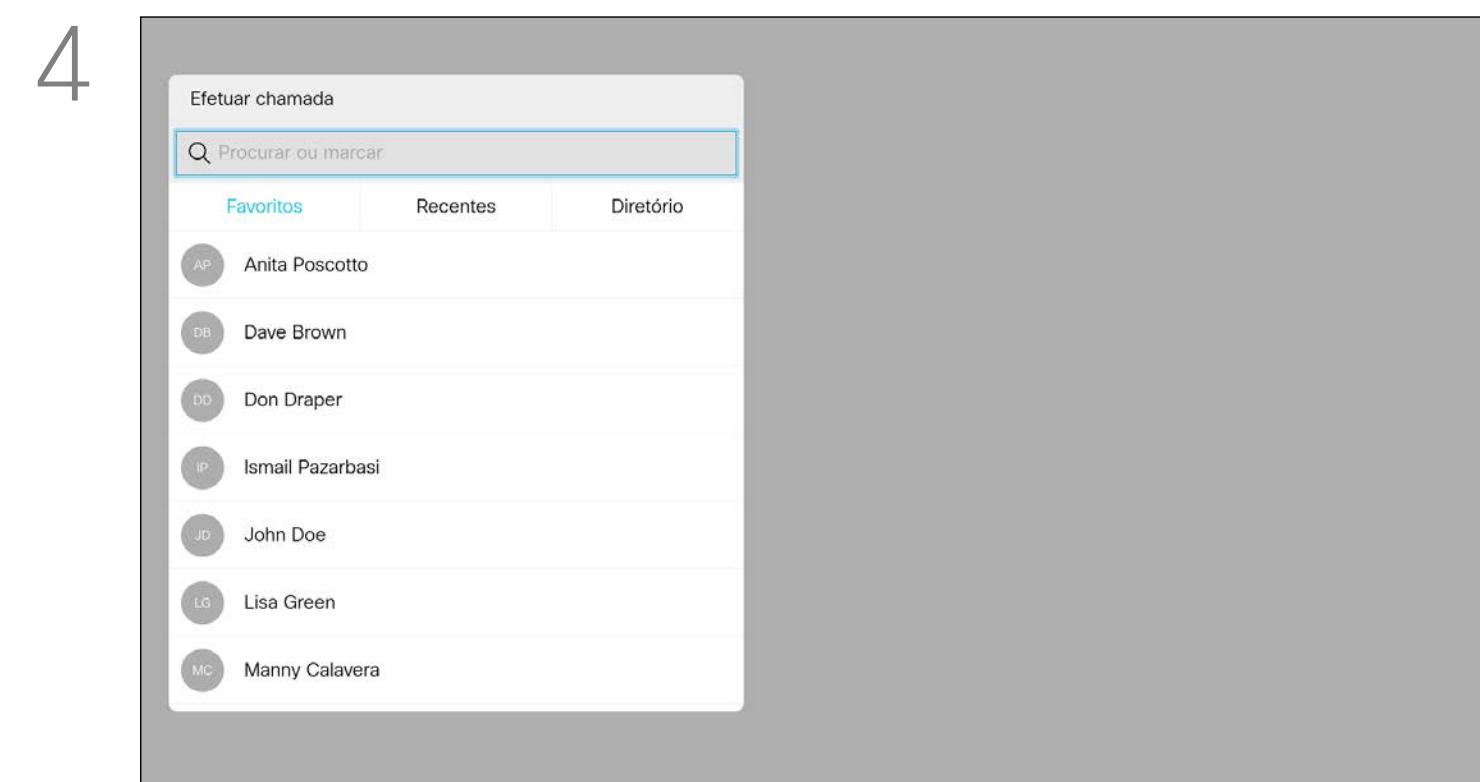 4
Efetuar chamada
Procurar ou marcar
Favoritos Recentes Diretório
AP Anita Poscotto
DB Dave Brown
DD Don Draper
IP Ismail Pazarbasi
JD John Doe
LG Lisa Green
MC Manny Calavera